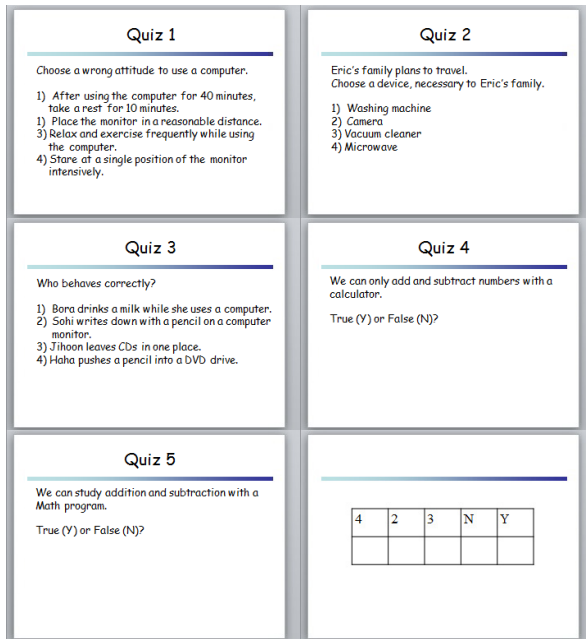 Quiz 1
Choose a wrong attitude to use a computer.
1) After using the computer for 40 minutes,
take a rest for 10 minutes.
1) Place the monitor in a reasonable distance.
3) Relax and exercise frequently while using
the computer.
4) Stare at a single position of the monitor
intensively.
Quiz 2
Eric's family plans to travel.
Choose a device, necessary to Eric's family.
1) Washing machine
2) Camera
3) Vacuum cleaner
4) Microwave
Quiz 3
Who behaves correctly?
1) Bora drinks a milk while she uses a computer.
2) Sohi writes down with a pencil on a computer
monitor.
3) Jihoon leaves CDs in one place.
4) Haha pushes a pencil into a DVD drive.
Quiz 4
We can only add and subtract numbers with a
calculator.
True (Y) or False (N)?
Quiz 5
We can study addition and subtraction with a
Math program.
True (Y) or False (N)?
4 2 3 N Y